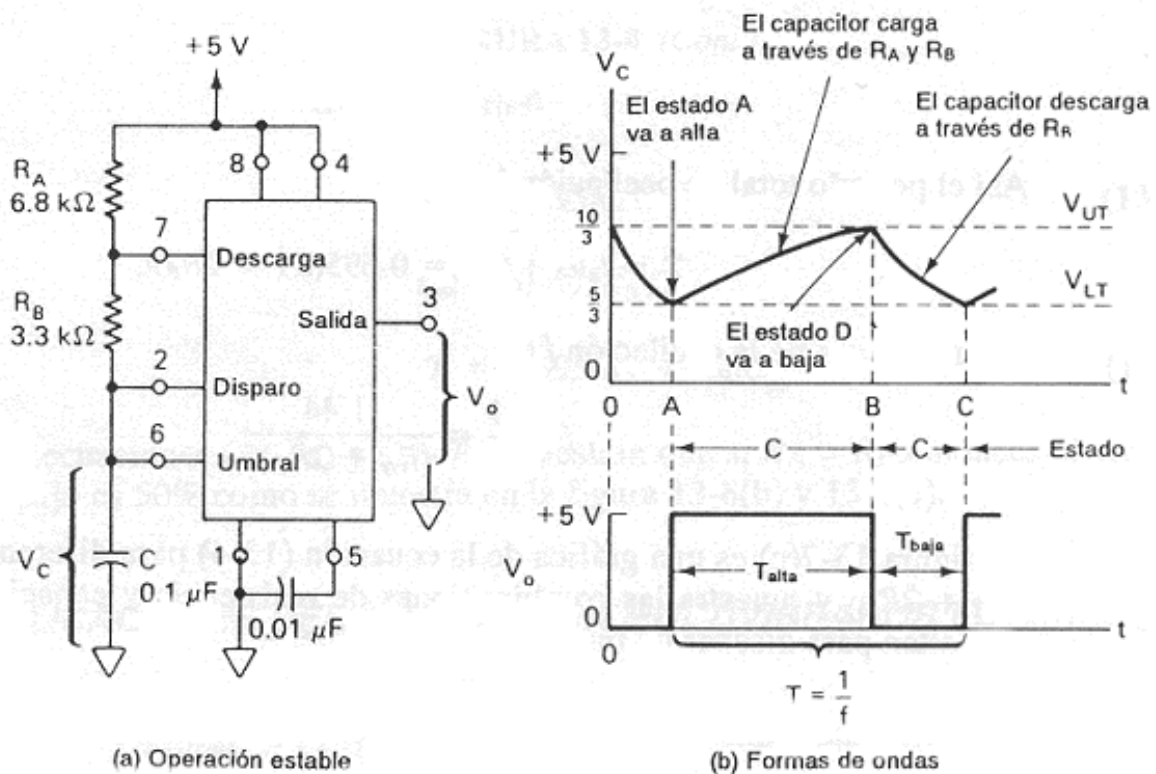 +5 V
R_A
6.8 kΩ
8
4
7
Descarga
R_B
3.3 kΩ
Salida
3
2
Disparo
V_o
6
Umbral
V_C
C
0.1 μF
1
5
0.01 μF
(a) Operación estable
El capacitor carga
a través de R_A y R_B
V_C
El estado A
va a alta
El capacitor descarga
a través de R_B
+5 V
10
3
V_UT
5
3
V_LT
El estado D
va a baja
0
t
0
A
B
C
C
C
Estado
+5 V
V_o
T_alta
T_baja
0
t
0
T = 1/f
(b) Formas de ondas